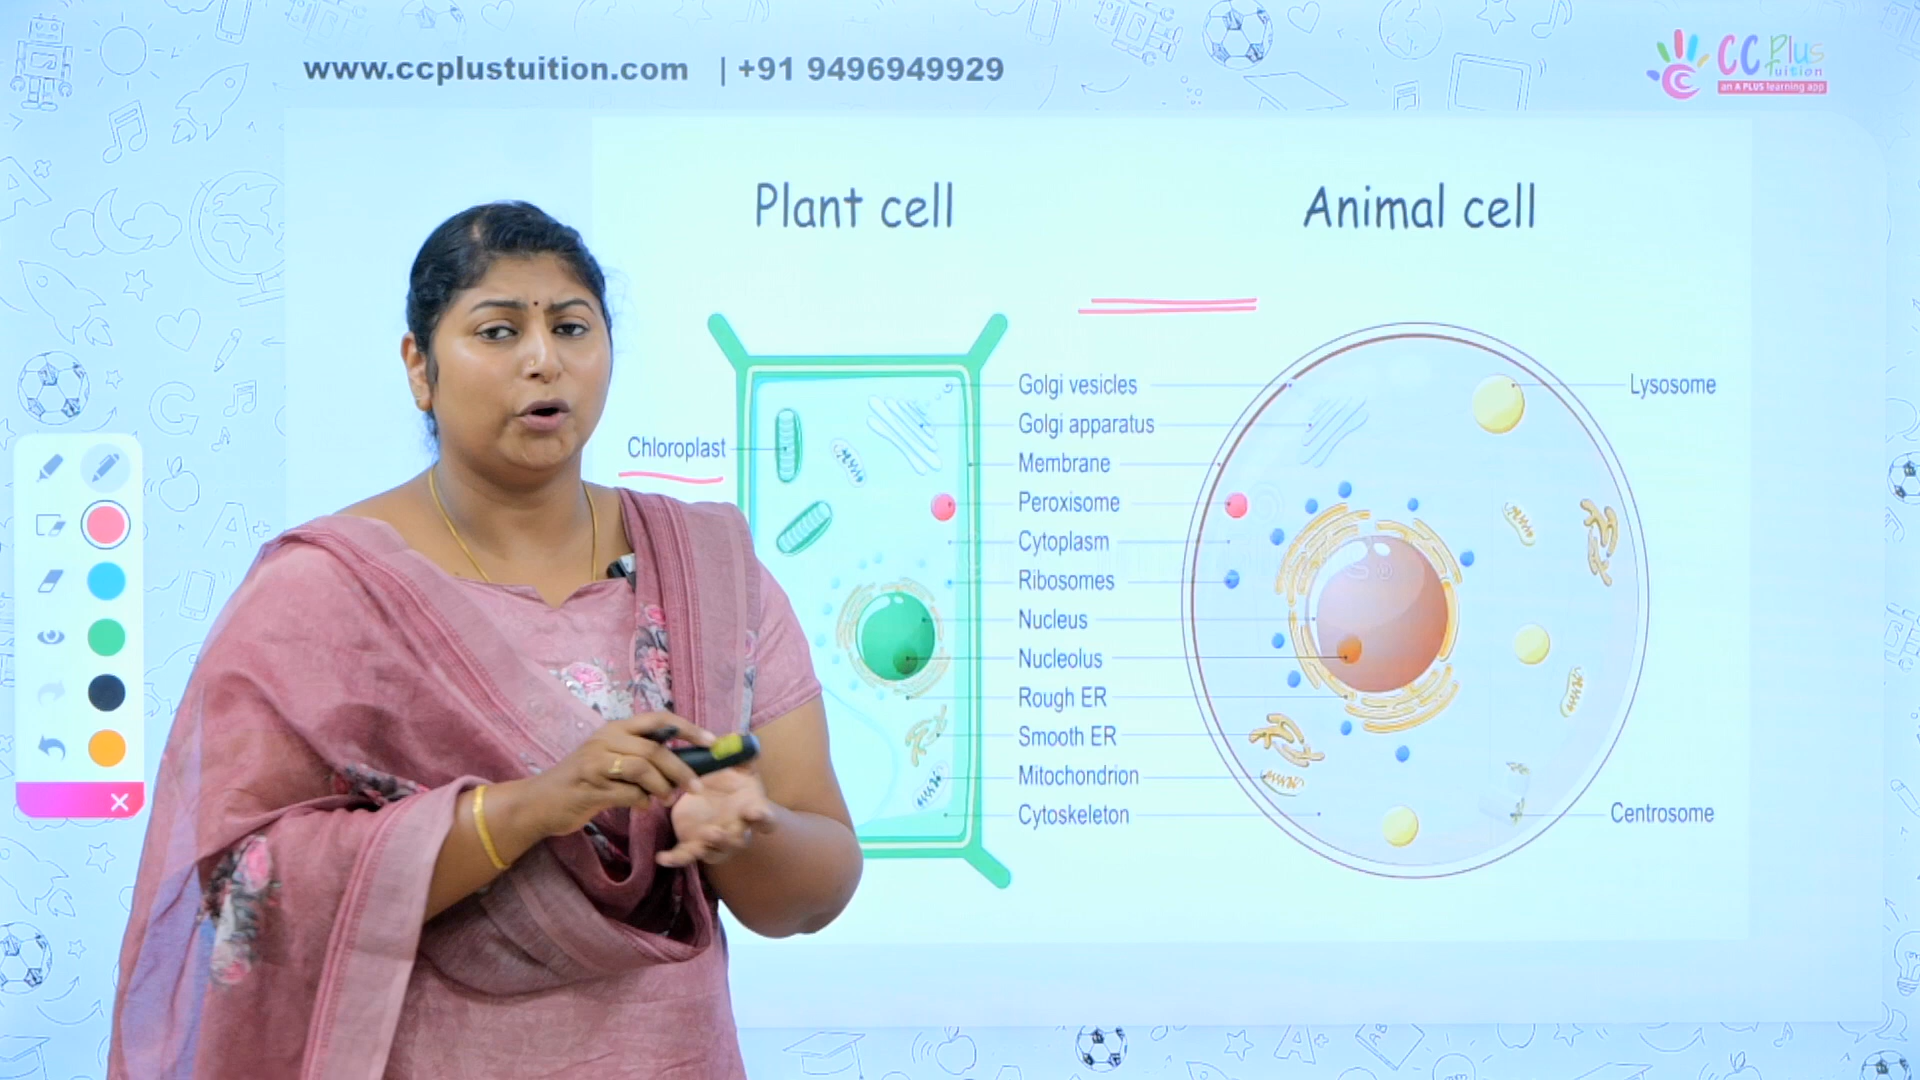 www.ccplustuition.com | +91 9496949929
CC Plus
Tuition
an A PLUS learning app
Plant cell
Animal cell
Chloroplast
Golgi vesicles
Golgi apparatus
Membrane
Peroxisome
Cytoplasm
Ribosomes
Nucleus
Nucleolus
Rough ER
Smooth ER
Mitochondrion
Cytoskeleton
Lysosome
Centrosome